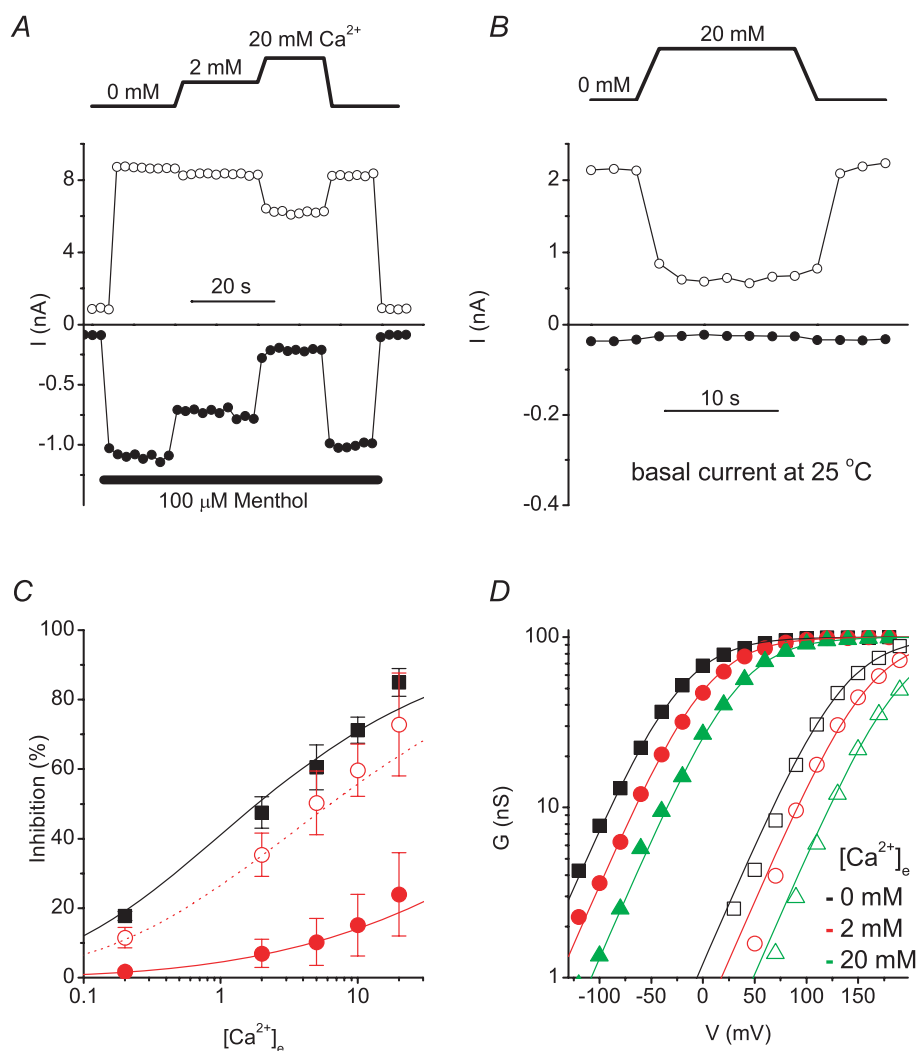 A
20 mM Ca2+
2 mM
0 mM
8
4
0
-0.5
-1.0
I (nA)
20 s
100 μM Menthol
B
20 mM
0 mM
2
1
0
-0.2
-0.4
I (nA)
10 s
basal current at 25 °C
C
100
80
60
40
20
0
Inhibition (%)
0.1
1
10
[Ca2+]e
D
100
10
1
G (nS)
-100
-50
0
50
100
150
V (mV)
[Ca2+]e
- 0 mM
- 2 mM
- 20 mM